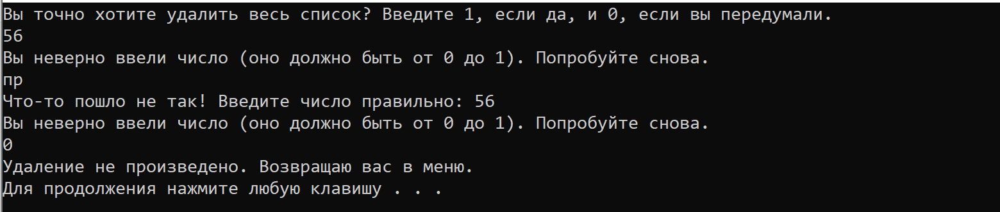 Вы точно хотите удалить весь список? Введите 1, если да, и 0, если вы передумали.
56
Вы неверно ввели число (оно должно быть от 0 до 1). Попробуйте снова.
пр
Что-то пошло не так! Введите число правильно: 56
Вы неверно ввели число (оно должно быть от 0 до 1). Попробуйте снова.
0
Удаление не произведено. Возвращаю вас в меню.
Для продолжения нажмите любую клавишу . . .